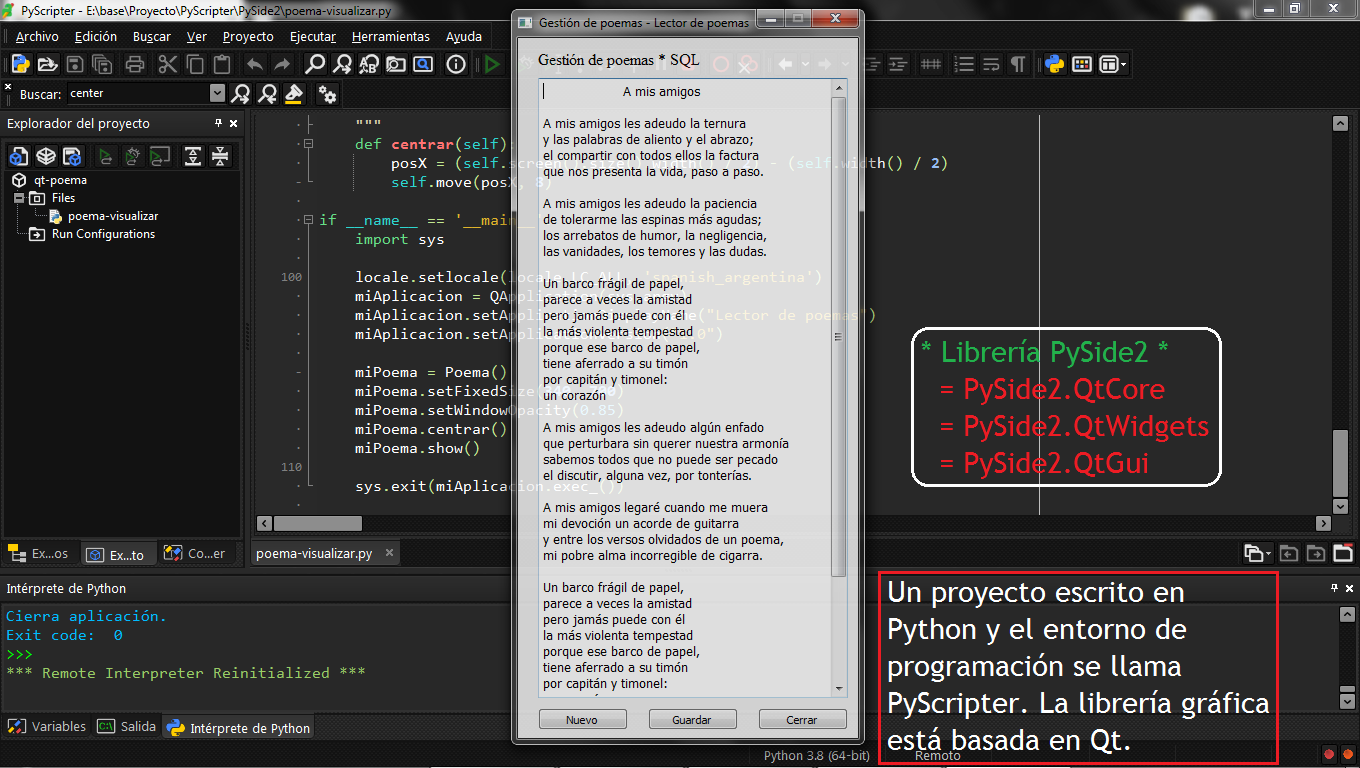 PyScripter - E:\base\Proyecto\PyScripter\PySide2\poema-visualizar.py
Archivo Edición Buscar Ver Proyecto Ejecutar Herramientas Ayuda
Buscar: center
Explorador del proyecto
qt-poema
Files
poema-visualizar
Run Configurations
Ex...os
Ex...to
Co...er
"""
def centrar(self):
posX = (self.screen().size().width() / 2) - (self.width() / 2)
self.move(posX, 8)
if __name__ == '__main__'
import sys
100
locale.setlocale(locale.LC_ALL, 'spanish_argentina')
miAplicacion = QApplication
miAplicacion.setApplication ("Lector de poemas")
miAplicacion.setApplicationVersion 0")
miPoema = Poema()
miPoema.setFixedSize
miPoema.setWindowOpacity(0.85)
miPoema.centrar()
miPoema.show()
110
sys.exit(miAplicacion.exec_())
poema-visualizar.py
Gestión de poemas - Lector de poemas
Gestión de poemas * SQL
A mis amigos
A mis amigos les adeudo la ternura
y las palabras de aliento y el abrazo;
el compartir con todos ellos la factura
que nos presenta la vida, paso a paso.
A mis amigos les adeudo la paciencia
de tolerarme las espinas más agudas;
los arrebatos de humor, la negligencia,
las vanidades, los temores y las dudas.
Un barco frágil de papel,
parece a veces la amistad
pero jamás puede con él
la más violenta tempestad
porque ese barco de papel,
tiene aferrado a su timón
por capitán y timonel:
un corazón
A mis amigos les adeudo algún enfado
que perturbara sin querer nuestra armonía
sabemos todos que no puede ser pecado
el discutir, alguna vez, por tonterías.
A mis amigos legaré cuando me muera
mi devoción un acorde de guitarra
y entre los versos olvidados de un poema,
mi pobre alma incorregible de cigarra.
Un barco frágil de papel,
parece a veces la amistad
pero jamás puede con él
la más violenta tempestad
porque ese barco de papel,
tiene aferrado a su timón
por capitán y timonel:
Nuevo Guardar Cerrar
* Librería PySide2 *
= PySide2.QtCore
= PySide2.QtWidgets
= PySide2.QtGui
Intérprete de Python
Cierra aplicación.
Exit code: 0
>>>
*** Remote Interpreter Reinitialized ***
Variables Salida Intérprete de Python
Un proyecto escrito en
Python y el entorno de
programación se llama
PyScripter. La librería gráfica
está basada en Qt.
Python 3.8 (64-bit) Remoto